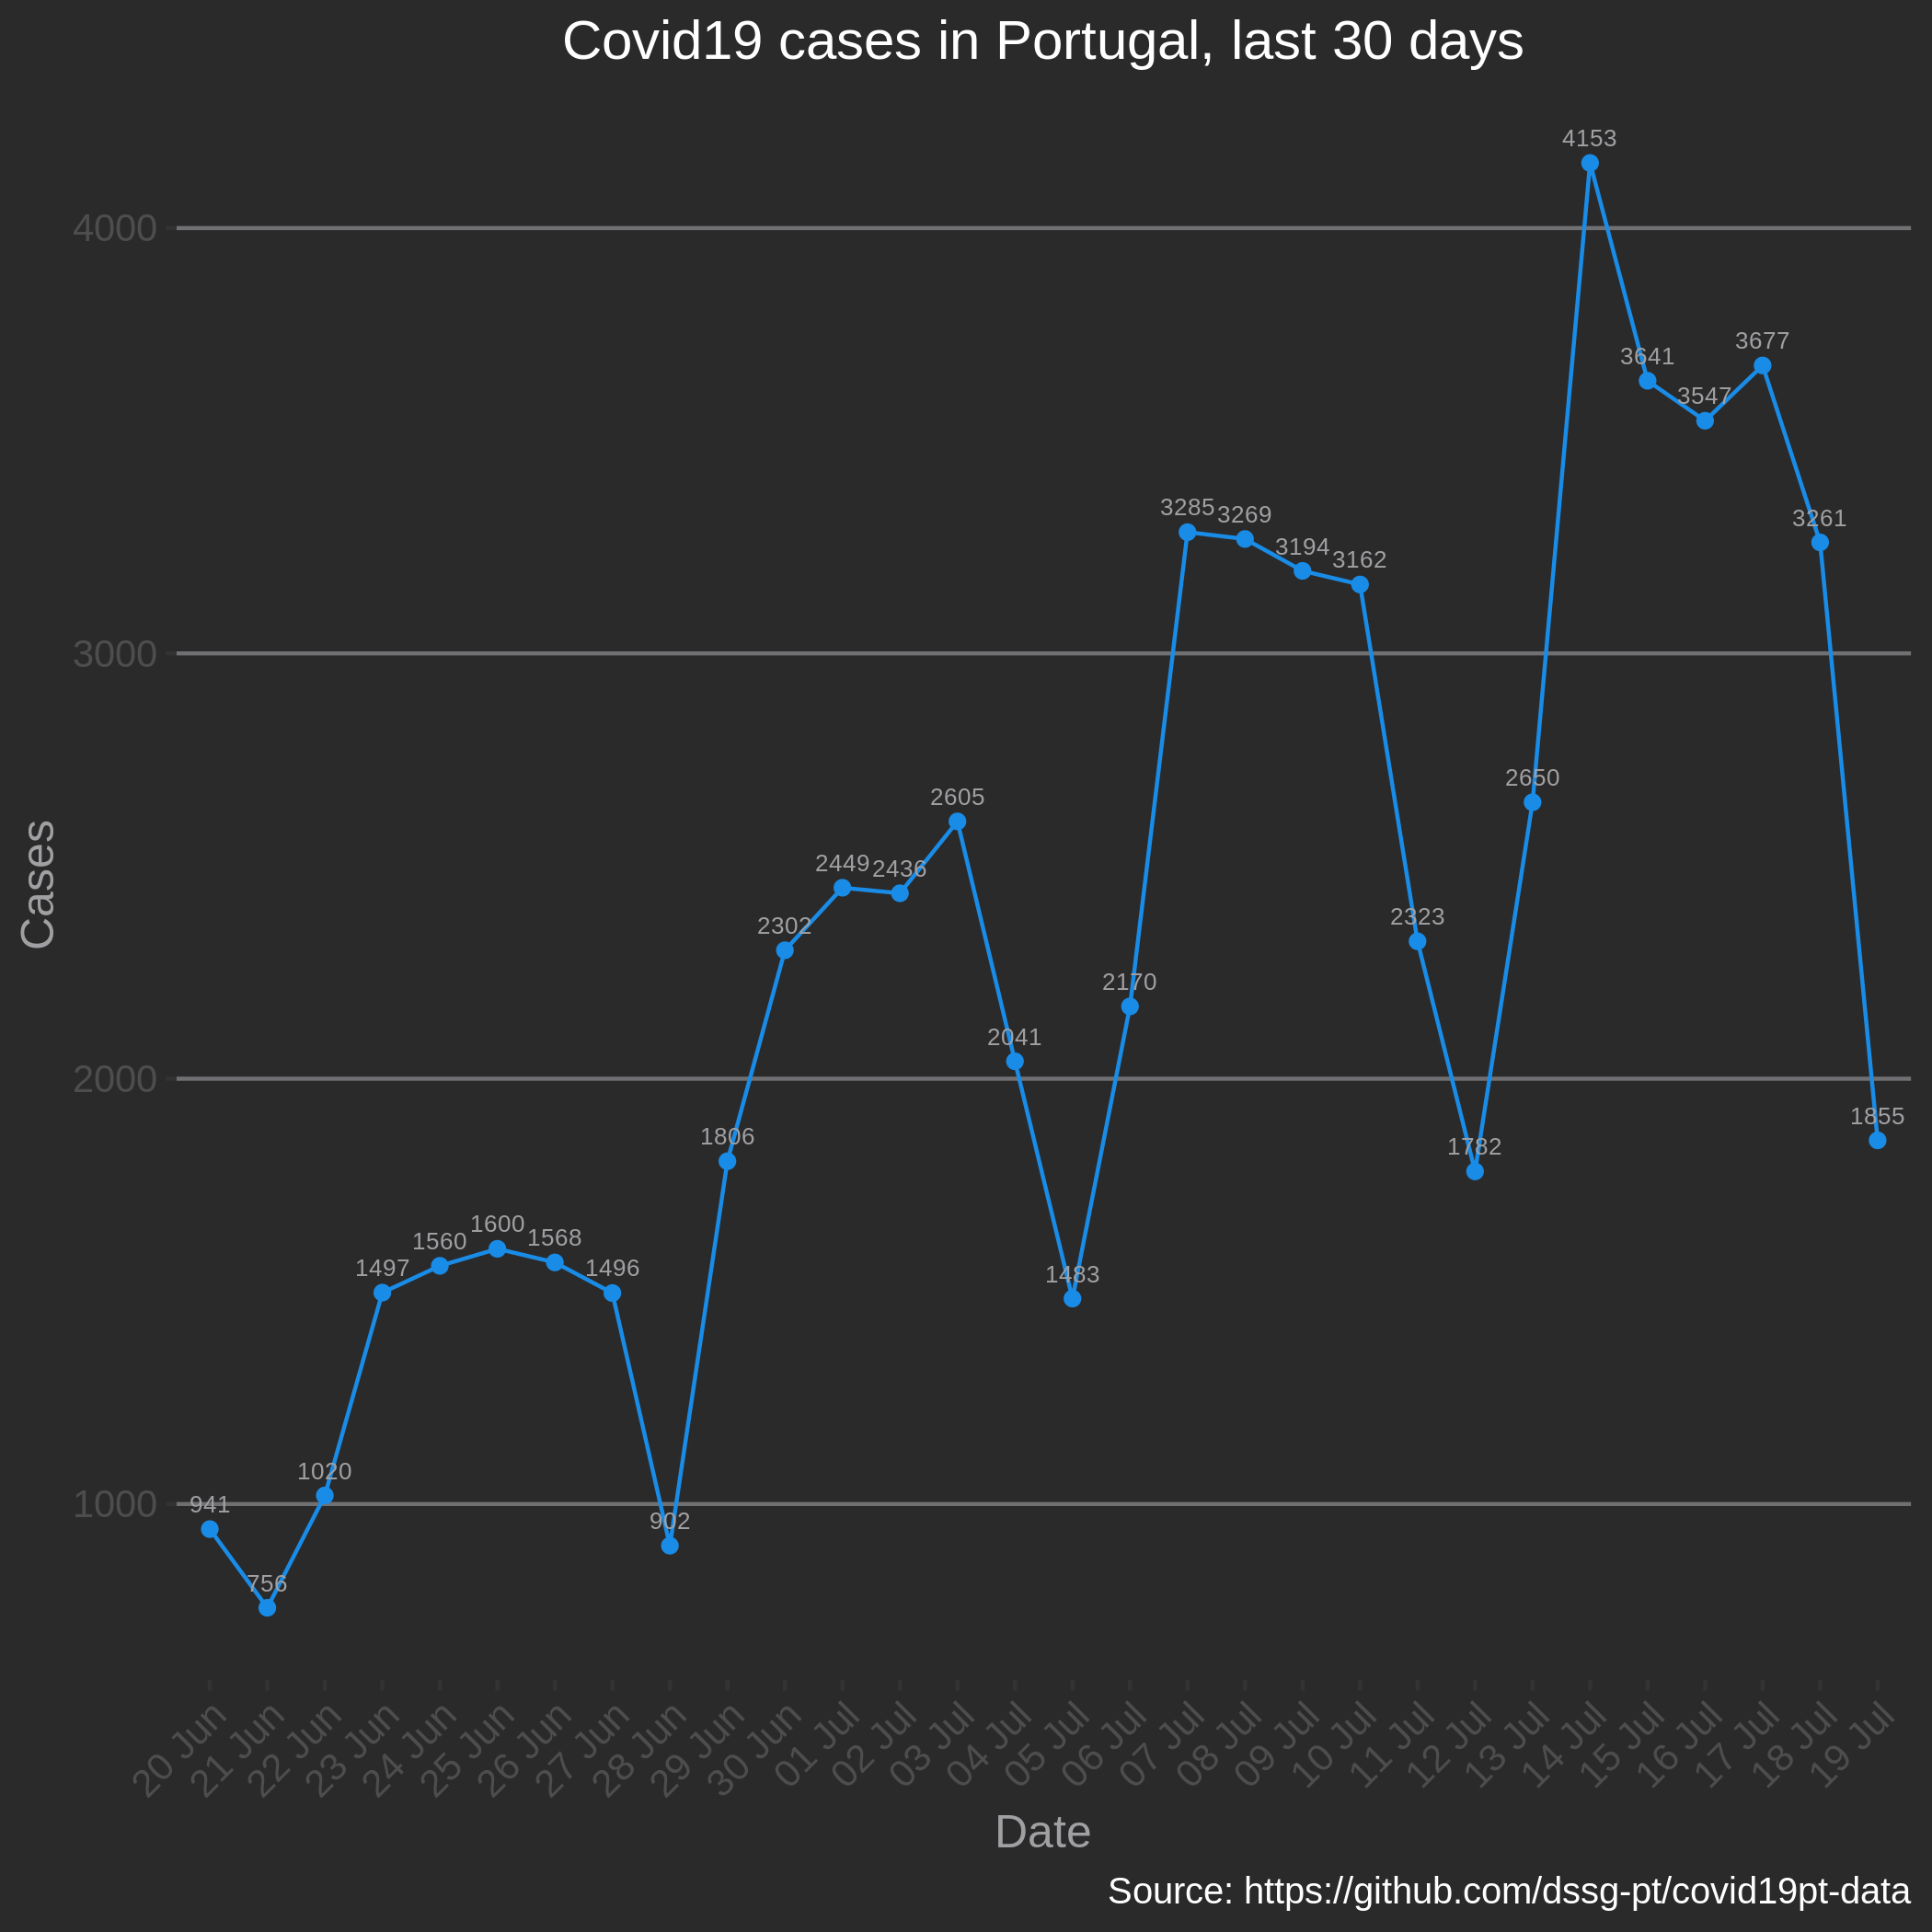 Covid19 cases in Portugal, last 30 days
Cases
4000
3000
2000
1000
941
756
1020
1497
1560
1600
1568
1496
902
1806
2302
2449
2436
2605
2041
1483
2170
3285
3269
3194
3162
2323
1782
2650
4153
3641
3547
3677
3261
1855
20 Jun
21 Jun
22 Jun
23 Jun
24 Jun
25 Jun
26 Jun
27 Jun
28 Jun
29 Jun
30 Jun
01 Jul
02 Jul
03 Jul
04 Jul
05 Jul
06 Jul
07 Jul
08 Jul
09 Jul
10 Jul
11 Jul
12 Jul
13 Jul
14 Jul
15 Jul
16 Jul
17 Jul
18 Jul
19 Jul
Date
Source: https://github.com/dssg-pt/covid19pt-data